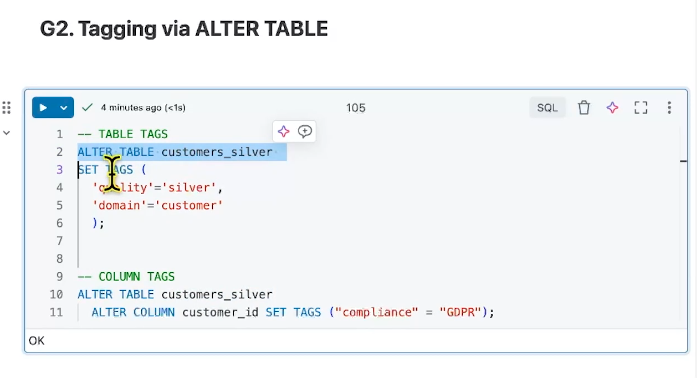 G2. Tagging via ALTER TABLE
4 minutes ago (<1s)
105
SQL
1 -- TABLE TAGS
2 ALTER TABLE customers_silver
3 SET TAGS (
4 'quality'='silver',
5 'domain'='customer'
6 );
7
8
9 -- COLUMN TAGS
10 ALTER TABLE customers_silver
11 ALTER COLUMN customer_id SET TAGS ("compliance" = "GDPR");
OK